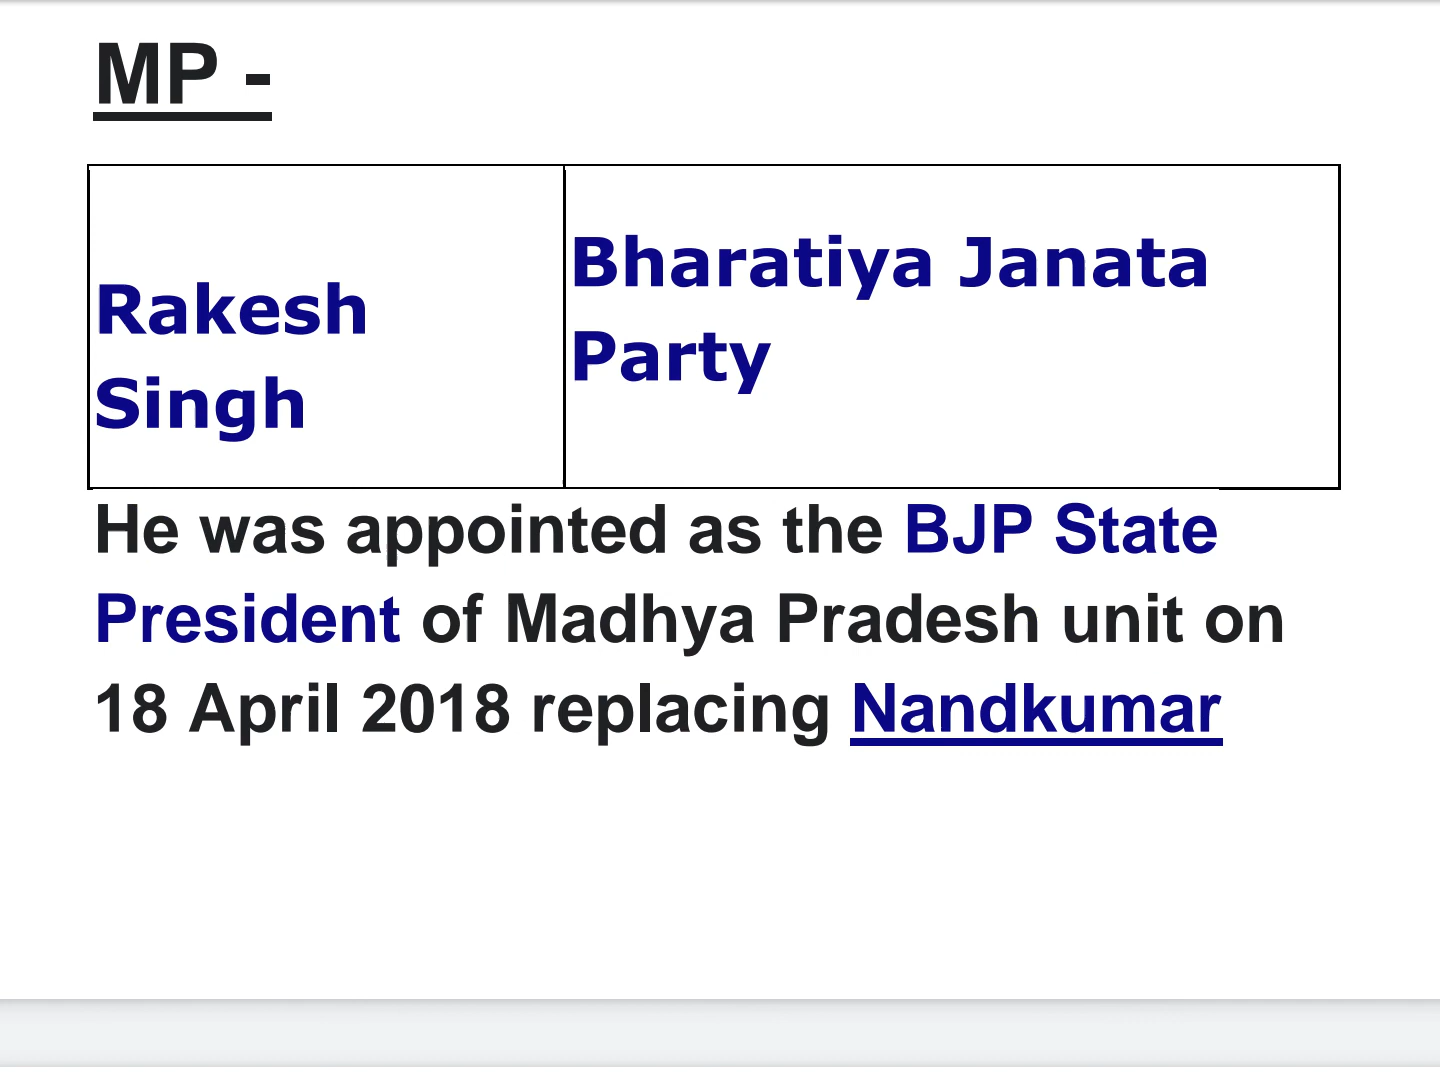 MP -
Rakesh
Singh
Bharatiya Janata
Party
He was appointed as the BJP State
President of Madhya Pradesh unit on
18 April 2018 replacing Nandkumar